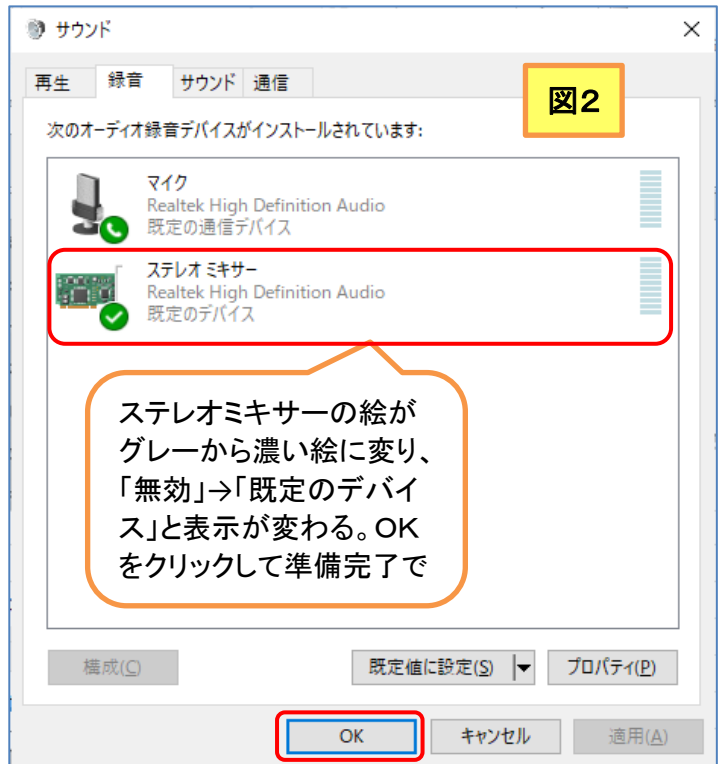 サウンド
再生 録音 サウンド 通信
図2
次のオーディオ録音デバイスがインストールされています:
マイク
Realtek High Definition Audio
既定の通信デバイス
ステレオ ミキサー
Realtek High Definition Audio
既定のデバイス
ステレオミキサーの絵が
グレーから濃い絵に変り、
「無効」→「既定のデバイ
ス」と表示が変わる。OK
をクリックして準備完了で
構成(C)
既定値に設定(S)
プロパティ(P)
OK
キャンセル
適用(A)